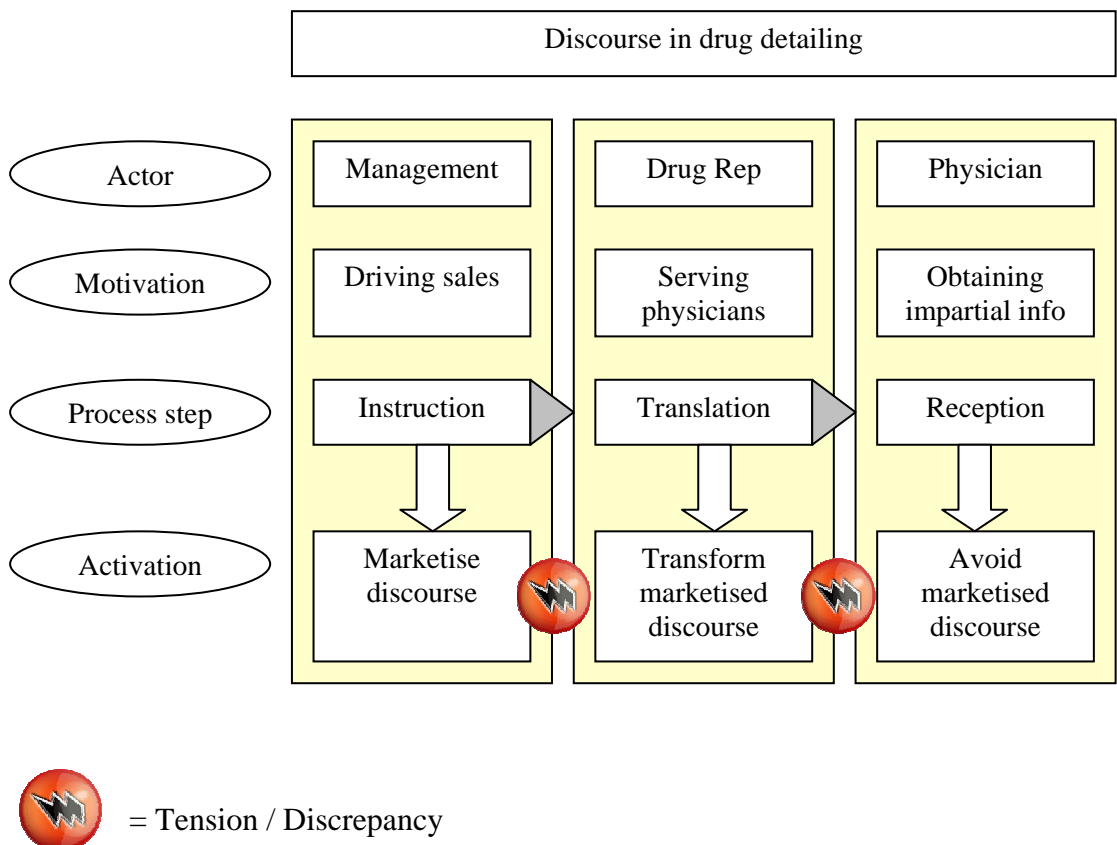 Discourse in drug detailing
Actor
Management
Drug Rep
Physician
Motivation
Driving sales
Serving
physicians
Obtaining
impartial info
Process step
Instruction
Translation
Reception
Activation
Marketise
discourse
Transform
marketised
discourse
Avoid
marketised
discourse
= Tension / Discrepancy